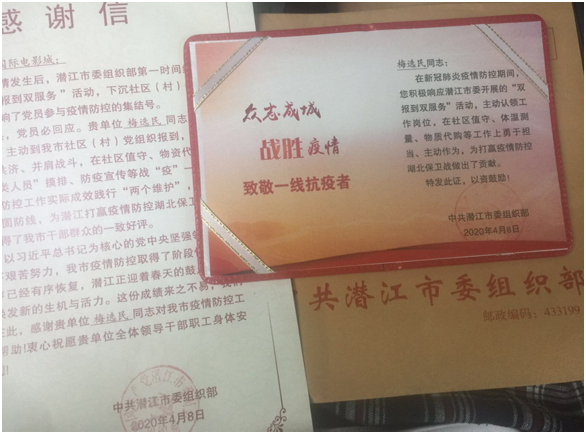 感谢信
国际电影城:
情发生后,潜江市委组织部第一时间
报到双服务”活动,下沉社区(村)
响了党员参与疫情防控的集结号。
,党员必回应。贵单位 梅选民 同志
主动到我市社区(村)党组织报到,
共济、并肩战斗,在社区值守、物资代
类人员”摸排、防疫宣传等战“疫”一
防控工作实际成效践行“两个维护”,
固防线、为潜江打赢疫情防控湖北保卫
得了我市干部群众的一致好评。
以习近平总书记为核心的党中央坚强
艰苦努力,我市疫情防控取得了阶段
已经有序恢复,潜江正迎着春天的鼓
焕发新的生机与活力。这份成绩来之不易,
在此,感谢贵单位 梅选民 同志对我市疫情防控工
帮助!衷心祝愿贵单位全体领导干部职工身体安
中共潜江市委组织部
2020年4月8日
众志成城
战胜 疫情
致敬一线抗疫者
梅选民 同志:
在新冠肺炎疫情防控期间,
您积极响应潜江市委开展的“双
报到双服务”活动,主动认领工
作岗位,在社区值守、体温测
量、物质代购等工作上勇于担
当、主动作为,为打赢疫情防控
湖北保卫战做出了贡献。
特发此证,以资鼓励!
中共潜江市委组织部
2020年4月8日
共潜江市委组织部
邮政编码:433199